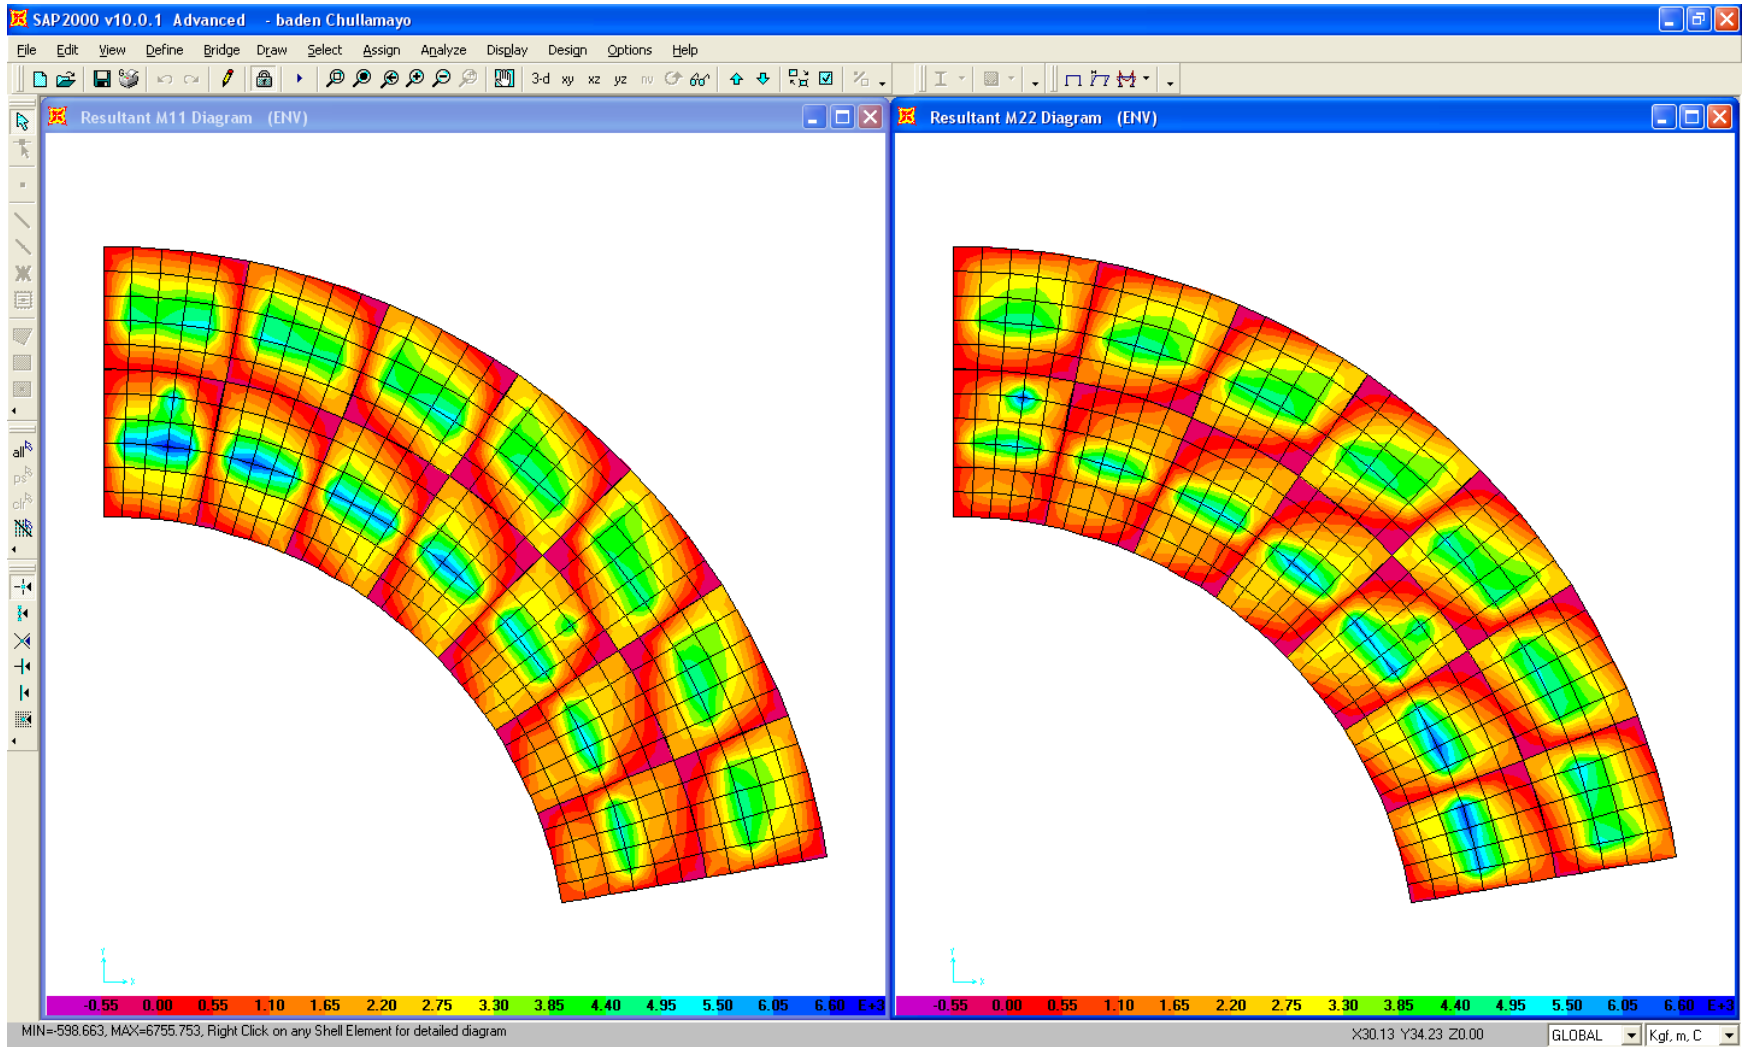 SAP2000 v10.0.1 Advanced - baden Chullamayo
File Edit View Define Bridge Draw Select Assign Analyze Display Design Options Help
3-d xy xz yz nv
Resultant M11 Diagram (ENV)
Resultant M22 Diagram (ENV)
all
ps
clr
Y
X
Y
X
-0.55 0.00 0.55 1.10 1.65 2.20 2.75 3.30 3.85 4.40 4.95 5.50 6.05 6.60 E+3
-0.55 0.00 0.55 1.10 1.65 2.20 2.75 3.30 3.85 4.40 4.95 5.50 6.05 6.60 E+3
MIN=-598.663, MAX=6755.753, Right Click on any Shell Element for detailed diagram
X30.13 Y34.23 Z0.00
GLOBAL
Kgf, m, C